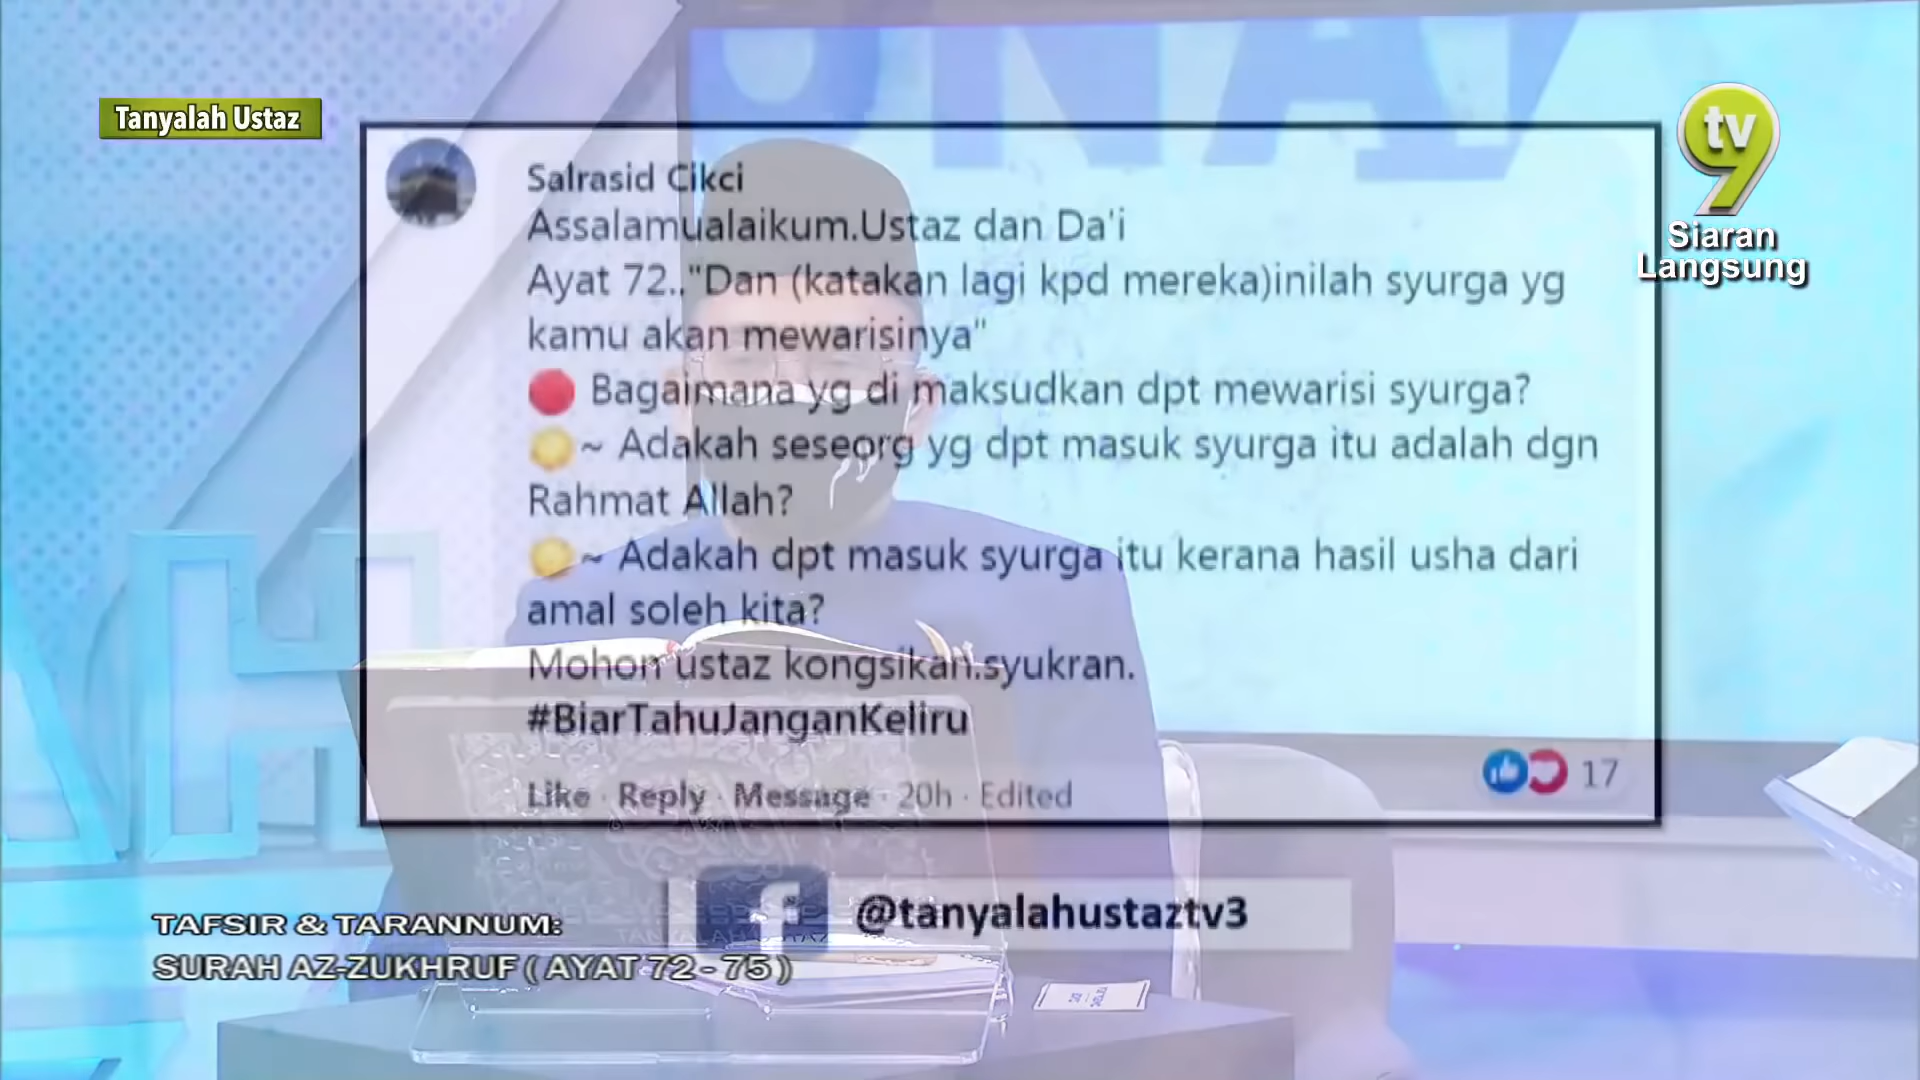 Tanyalah Ustaz
tv
9
Siaran
Langsung
Salrasid Cikci
Assalamualaikum.Ustaz dan Da'i
Ayat 72.."Dan (katakan lagi kpd mereka)inilah syurga yg
kamu akan mewarisinya"
🔴 Bagaimana yg di maksudkan dpt mewarisi syurga?
🟡~ Adakah seseorg yg dpt masuk syurga itu adalah dgn
Rahmat Allah?
🟡~ Adakah dpt masuk syurga itu kerana hasil usha dari
amal soleh kita?
Mohon ustaz kongsikan.syukran.
#BiarTahuJanganKeliru
Like · Reply · Message · 20h · Edited
17
f
@tanyalahustaztv3
TAFSIR & TARANNUM:
SURAH AZ-ZUKHRUF ( AYAT 72 - 75 )